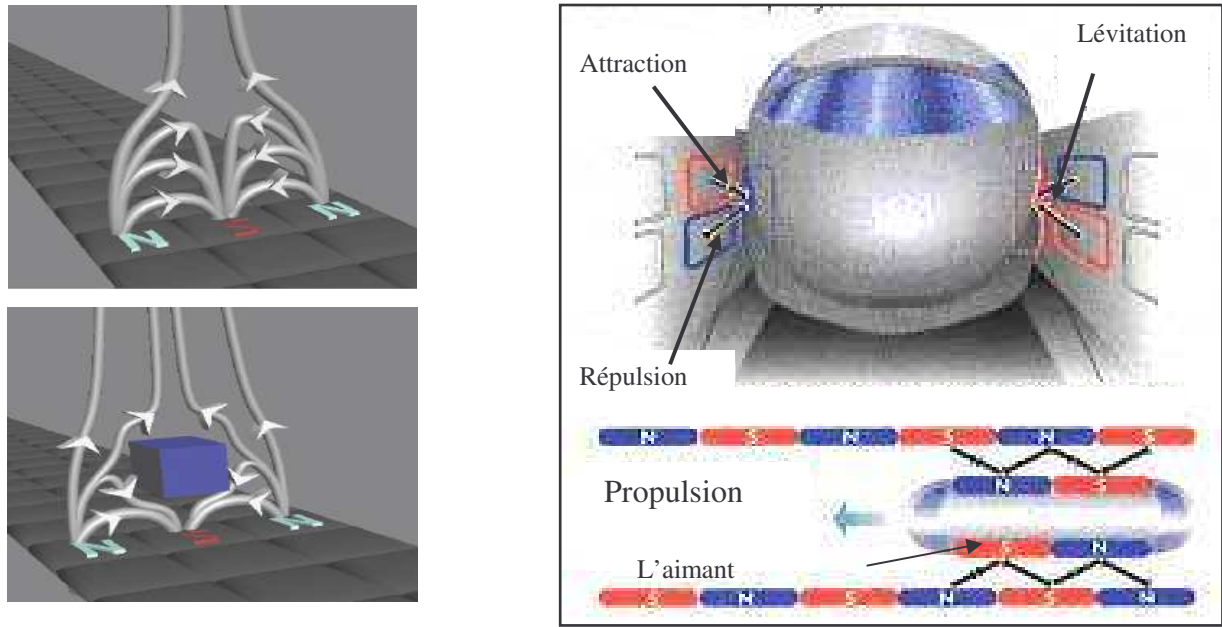 N S N
N S N
Lévitation
Attraction
Répulsion
N S N S N S
Propulsion
N S
S N
L'aimant
S N S N S N